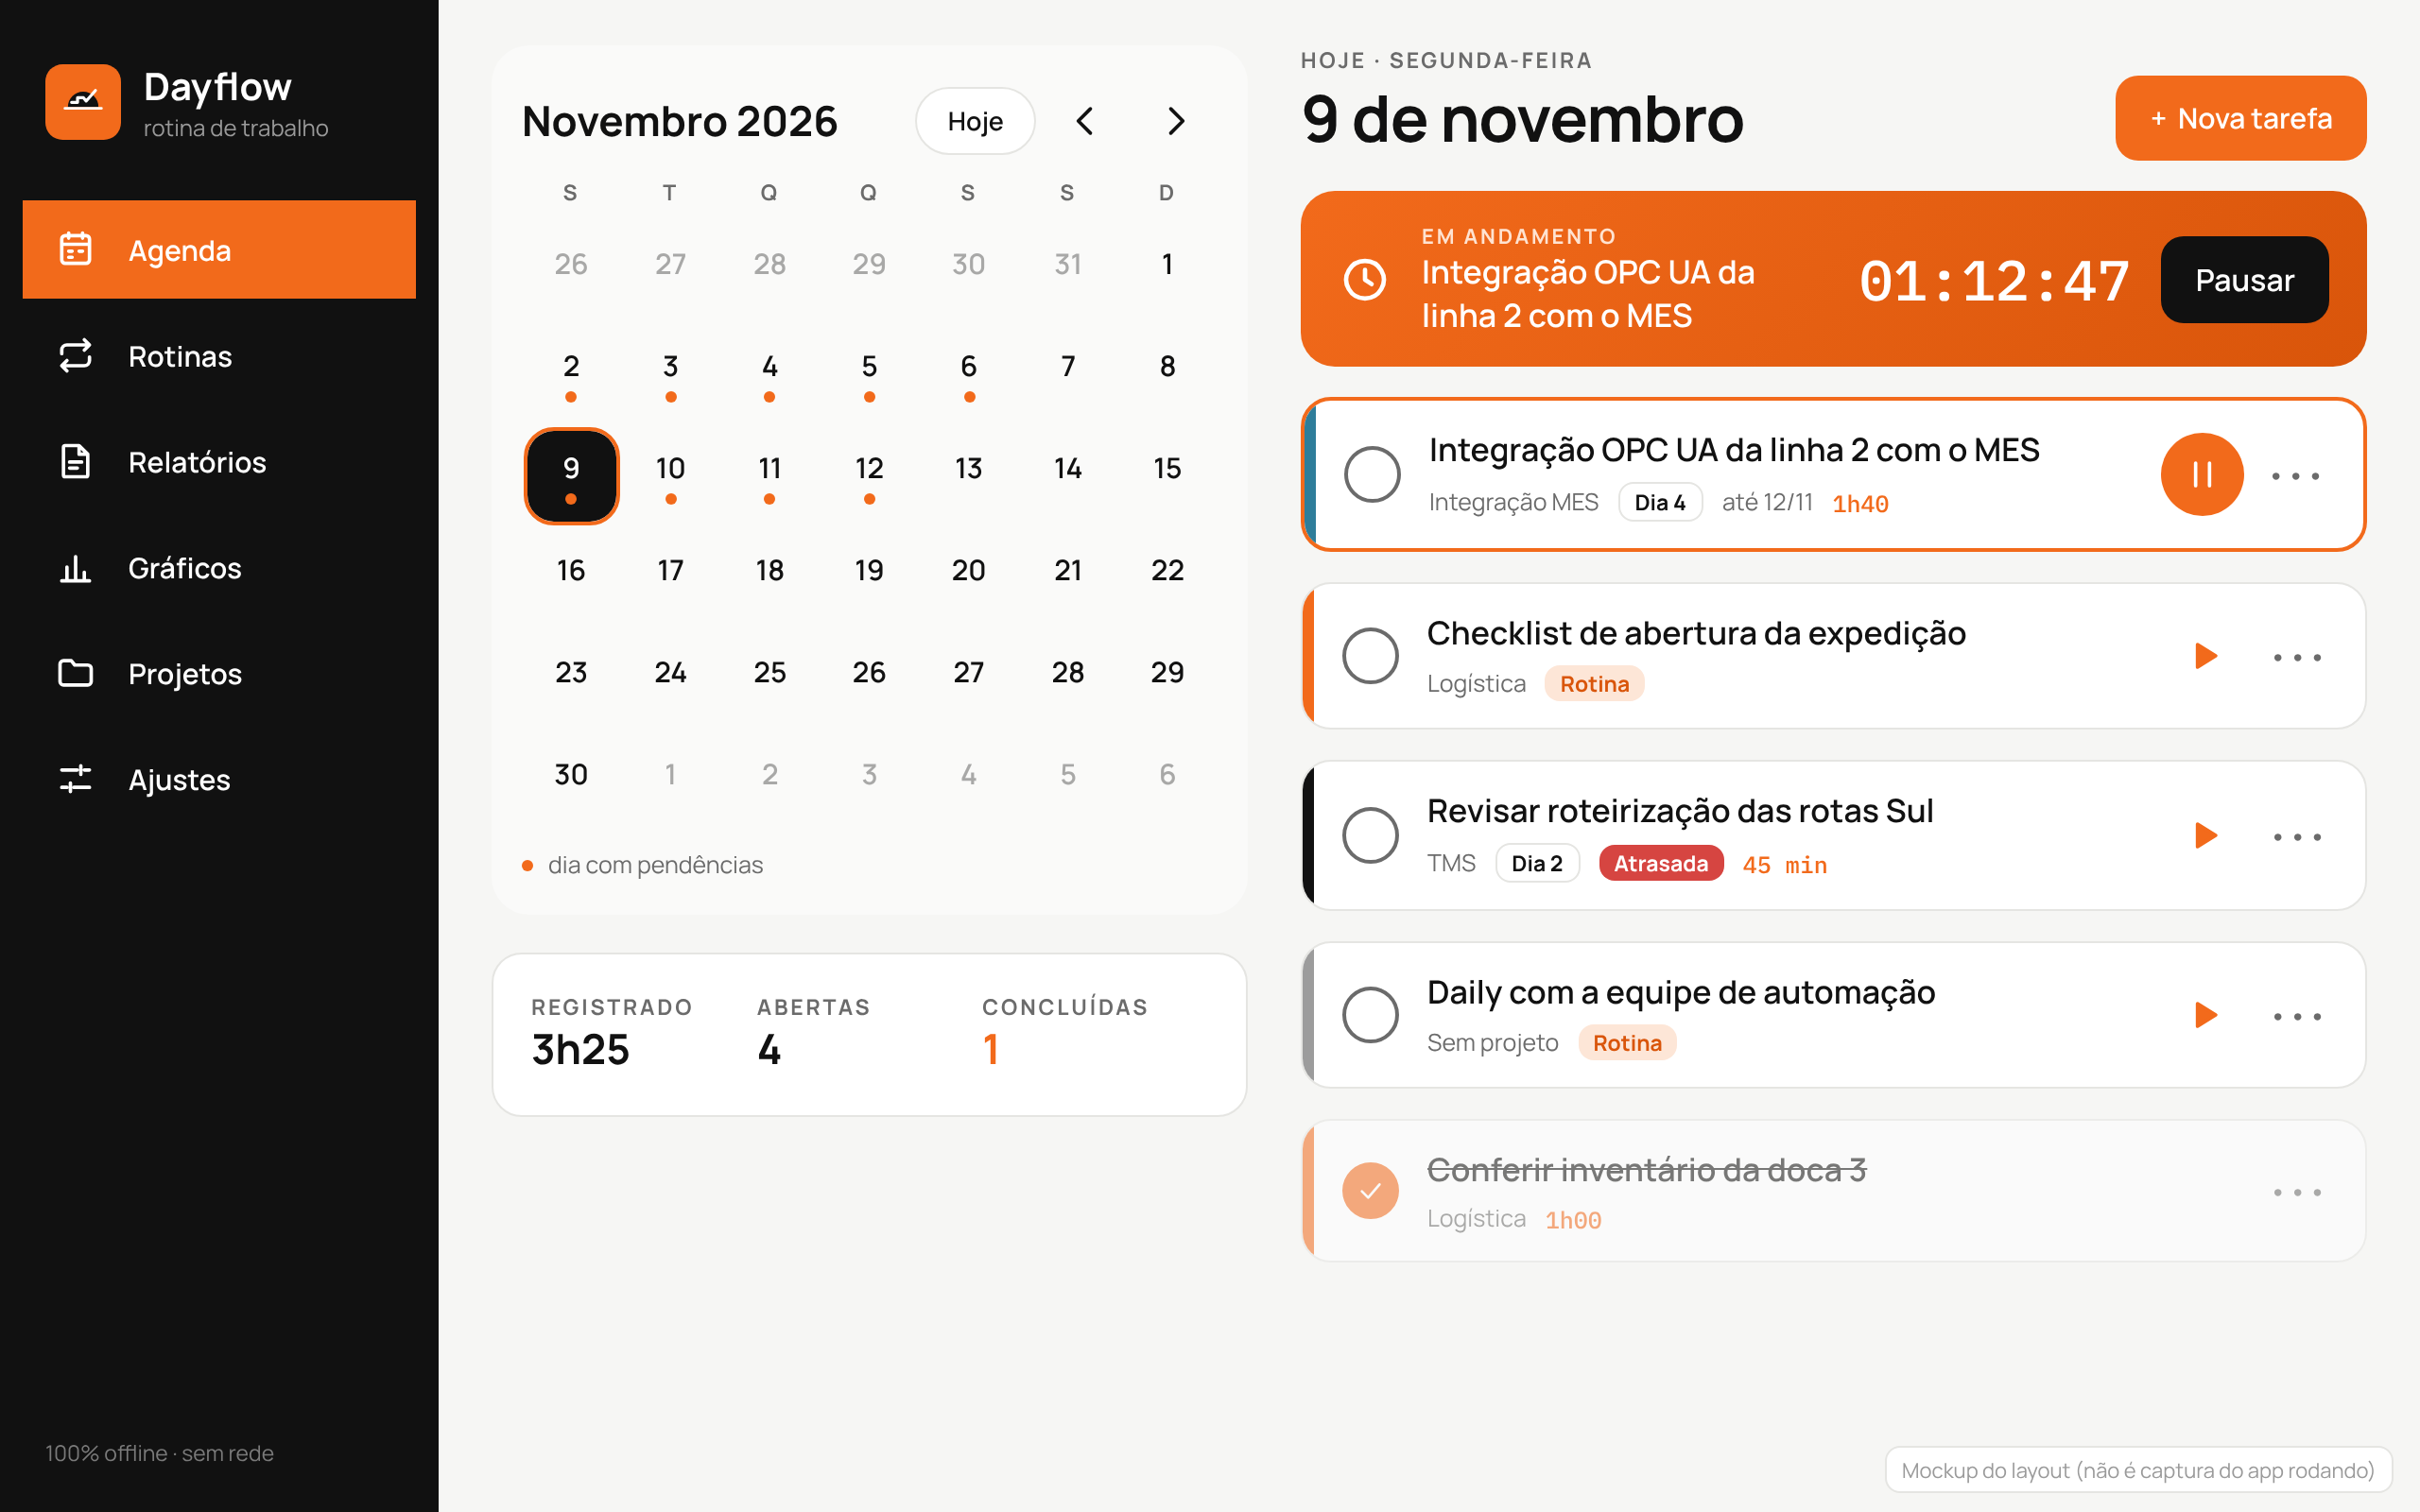 Dayflow
rotina de trabalho
Agenda
Rotinas
Relatórios
Gráficos
Projetos
Ajustes
100% offline · sem rede
Novembro 2026
Hoje
S T Q Q S S D
26 27 28 29 30 31 1
2 3 4 5 6 7 8
9 10 11 12 13 14 15
16 17 18 19 20 21 22
23 24 25 26 27 28 29
30 1 2 3 4 5 6
dia com pendências
REGISTRADO ABERTAS CONCLUÍDAS
3h25 4 1
HOJE · SEGUNDA-FEIRA
9 de novembro
+ Nova tarefa
EM ANDAMENTO
Integração OPC UA da
linha 2 com o MES
01:12:47
Pausar
Integração OPC UA da linha 2 com o MES
Integração MES Dia 4 até 12/11 1h40
Checklist de abertura da expedição
Logística Rotina
Revisar roteirização das rotas Sul
TMS Dia 2 Atrasada 45 min
Daily com a equipe de automação
Sem projeto Rotina
Conferir inventário da doca 3
Logística 1h00
Mockup do layout (não é captura do app rodando)